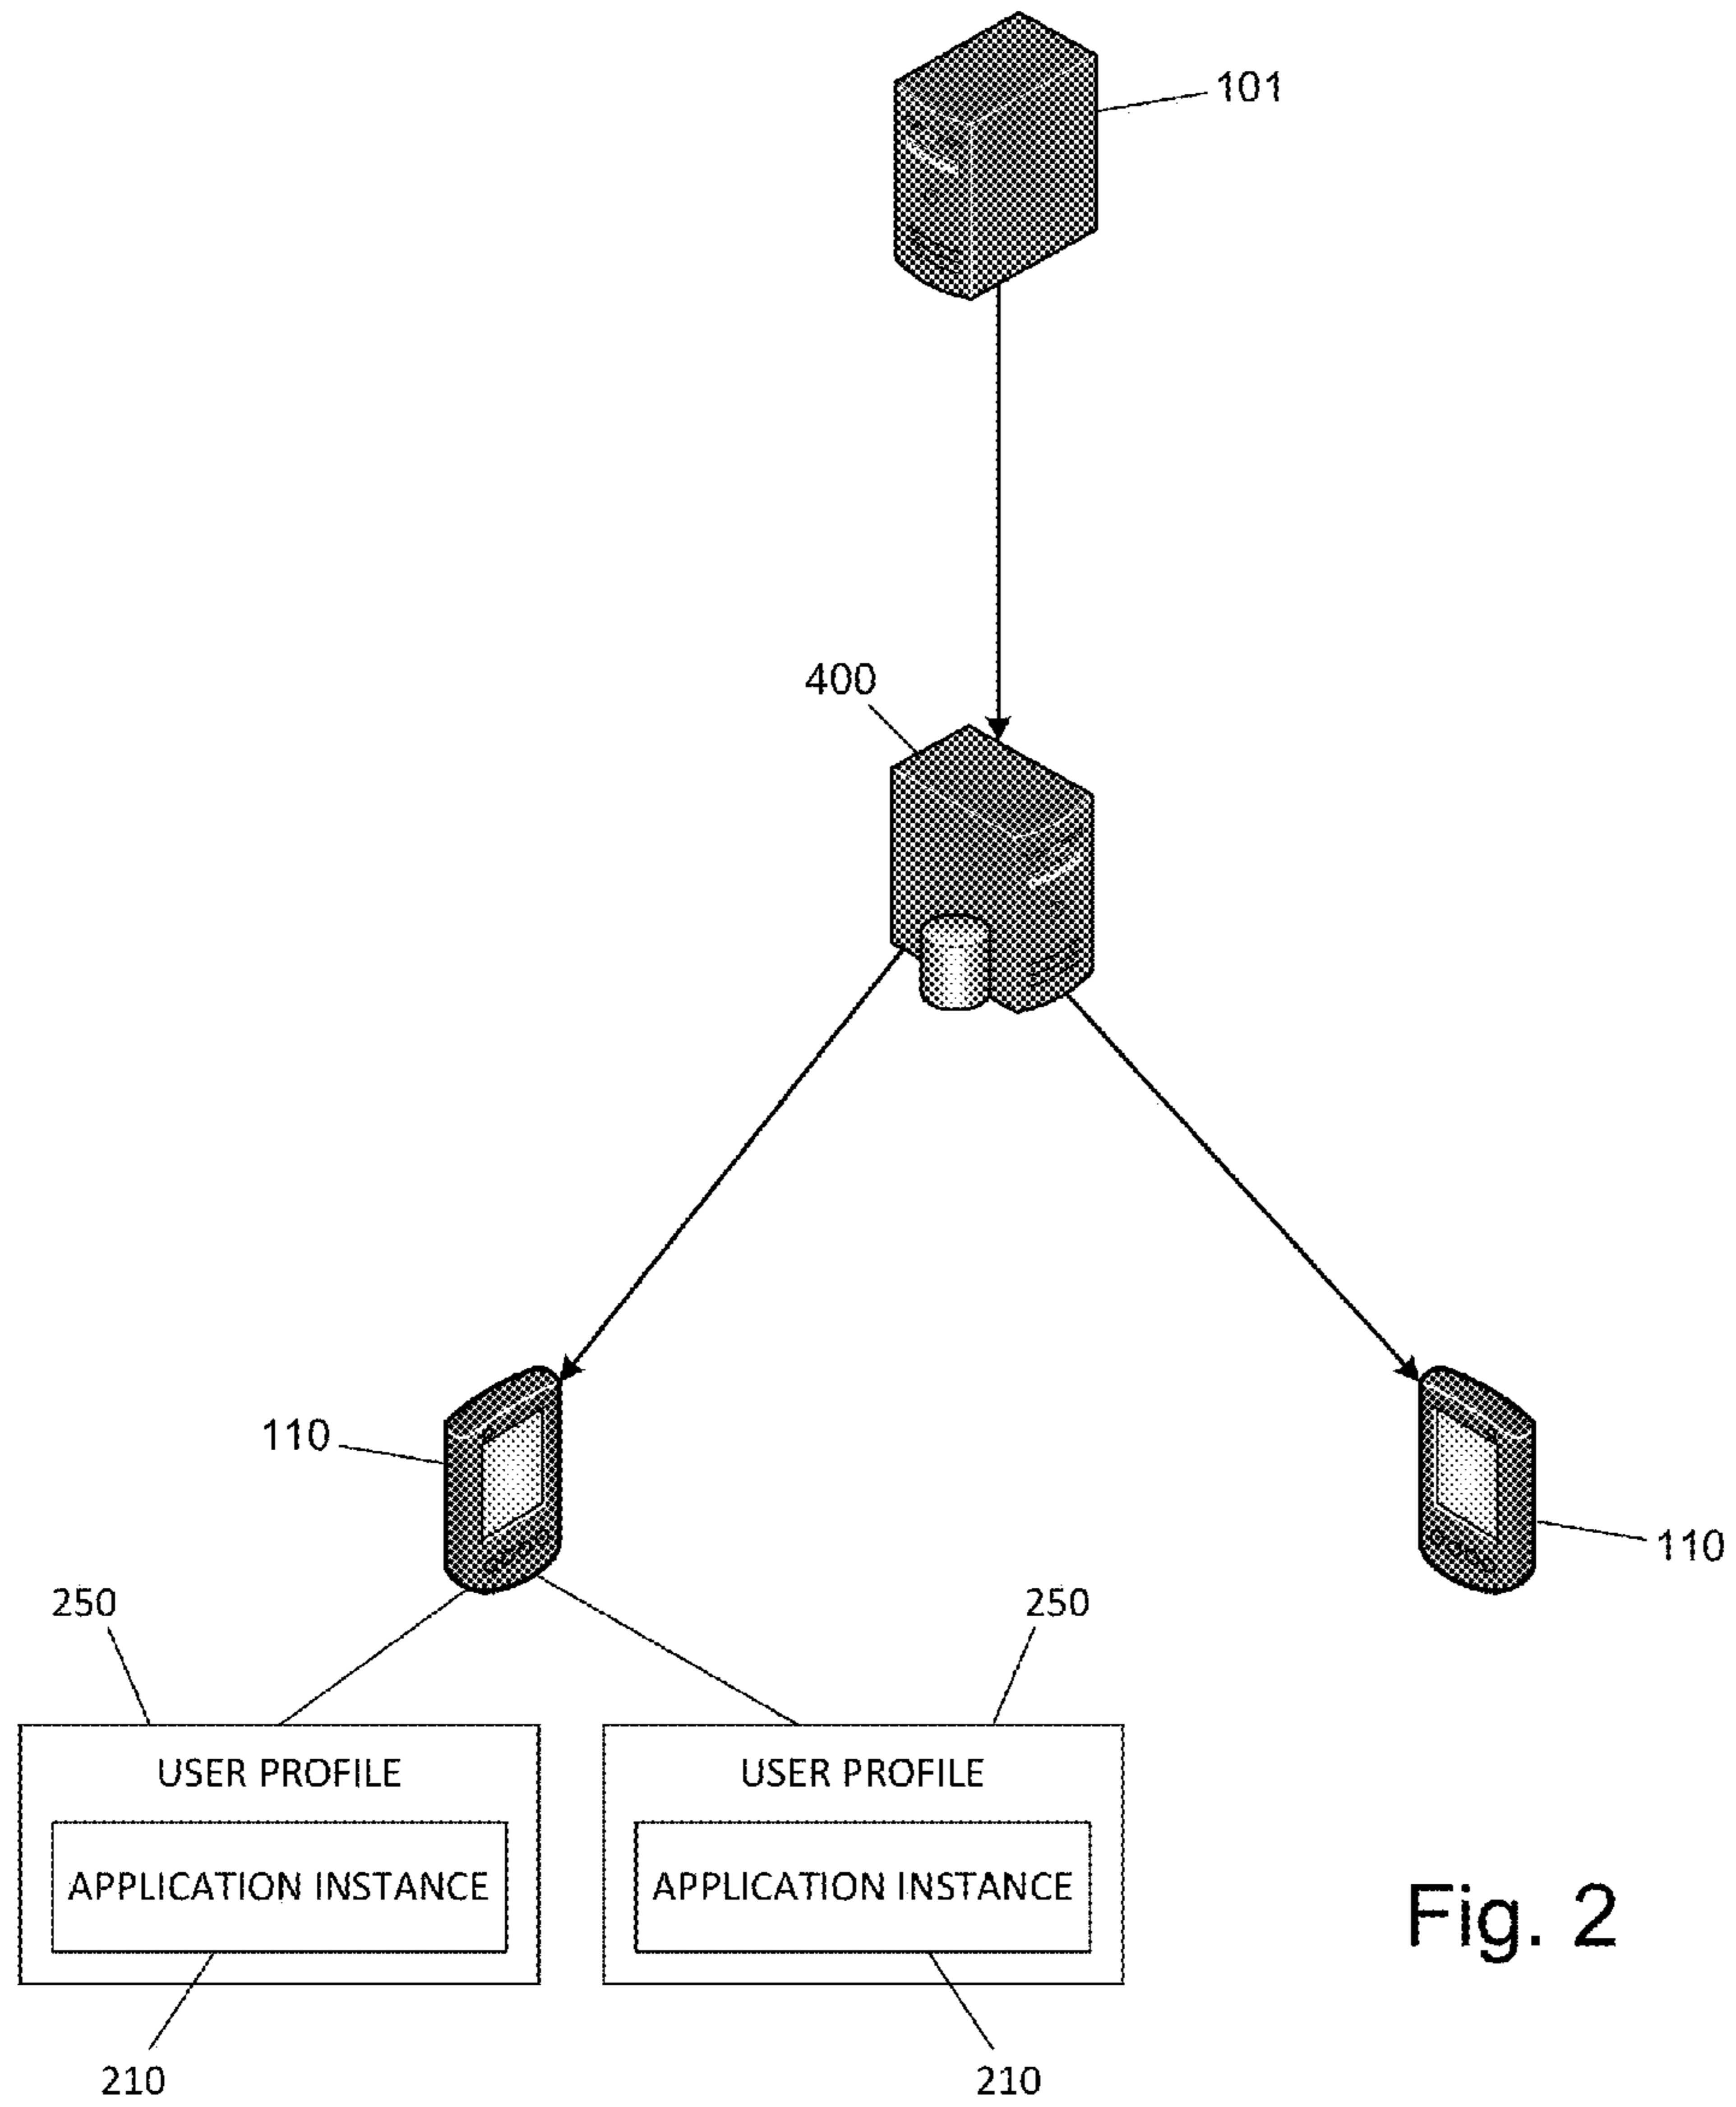 101
400
110
110
250
250
USER PROFILE
USER PROFILE
APPLICATION INSTANCE
APPLICATION INSTANCE
Fig. 2
210
210